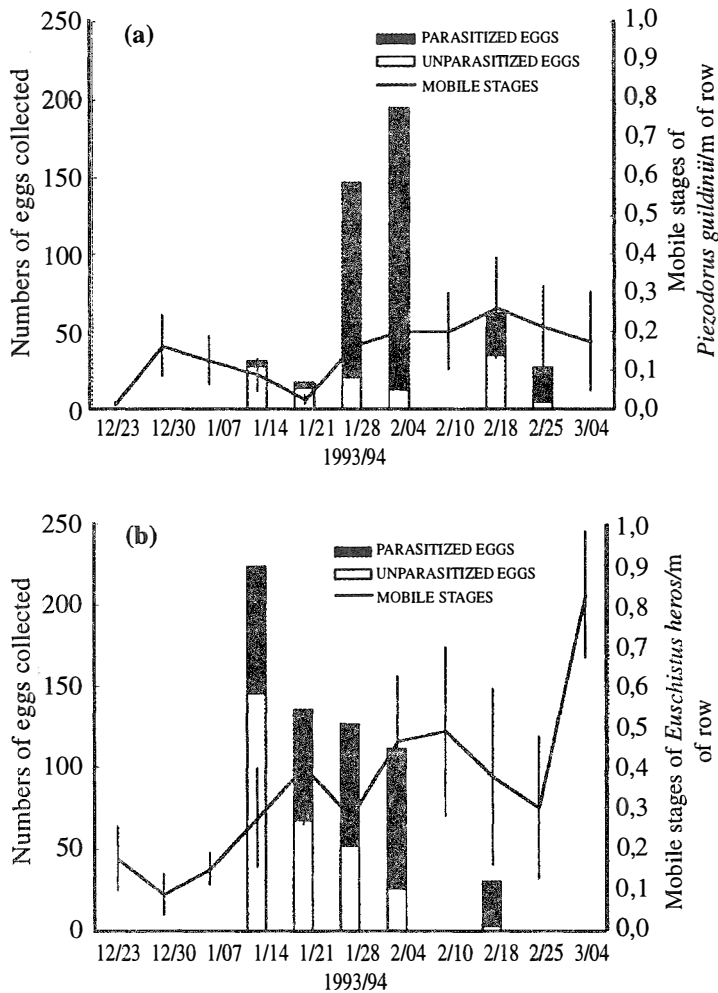 (a)
PARASITIZED EGGS
UNPARASITIZED EGGS
MOBILE STAGES
250
200
150
100
50
0
Numbers of eggs collected
1,0
0,9
0,8
0,7
0,6
0,5
0,4
0,3
0,2
0,1
0,0
Mobile stages of
Piezodorus guildinii/m of row
12/23 12/30 1/07 1/14 1/21 1/28 2/04 2/10 2/18 2/25 3/04
1993/94
(b)
PARASITIZED EGGS
UNPARASITIZED EGGS
MOBILE STAGES
250
200
150
100
50
0
Numbers of eggs collected
1,0
0,9
0,8
0,7
0,6
0,5
0,4
0,3
0,2
0,1
0,0
Mobile stages of Euschistus heros/m
of row
12/23 12/30 1/07 1/14 1/21 1/28 2/04 2/10 2/18 2/25 3/04
1993/94